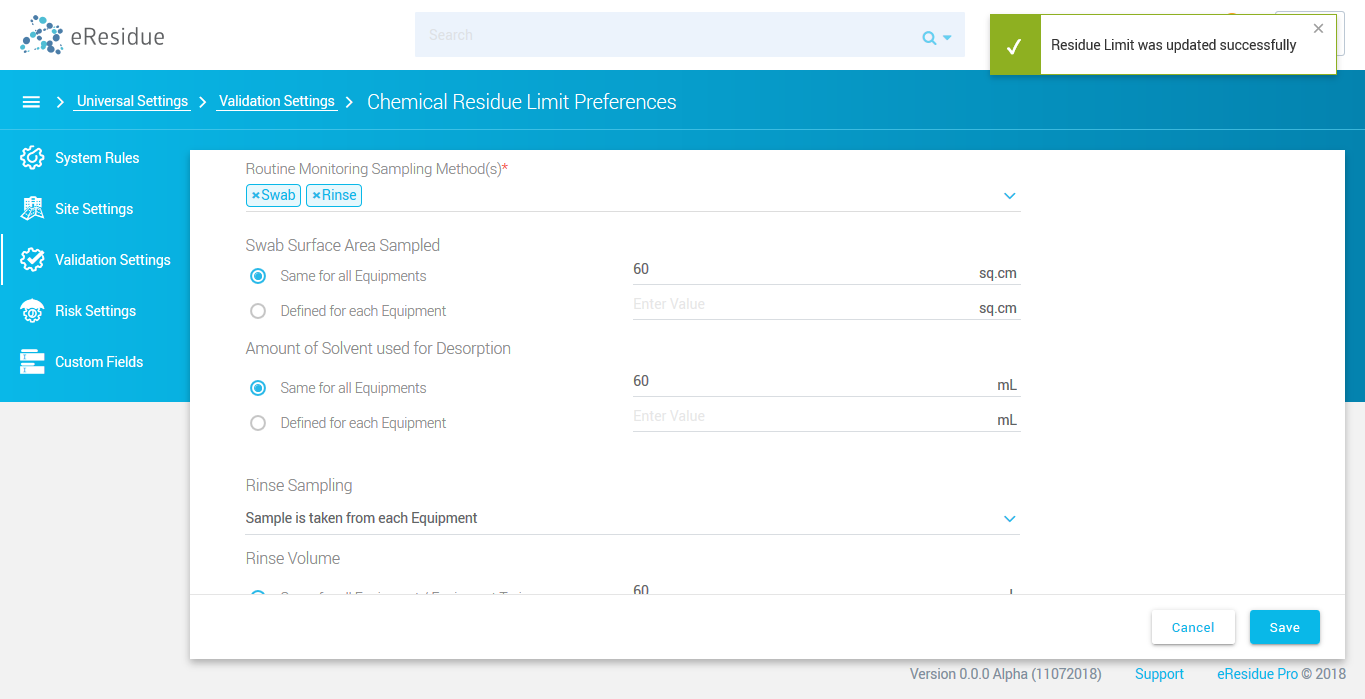 eResidue
Search
Residue Limit was updated successfully
Universal Settings
Validation Settings
Chemical Residue Limit Preferences
System Rules
Site Settings
Validation Settings
Risk Settings
Custom Fields
Routine Monitoring Sampling Method(s)*
×Swab ×Rinse
Swab Surface Area Sampled
Same for all Equipments 60 sq.cm
Defined for each Equipment Enter Value sq.cm
Amount of Solvent used for Desorption
Same for all Equipments 60 mL
Defined for each Equipment Enter Value mL
Rinse Sampling
Sample is taken from each Equipment
Rinse Volume
60
Cancel Save
Version 0.0.0 Alpha (11072018) Support eResidue Pro © 2018